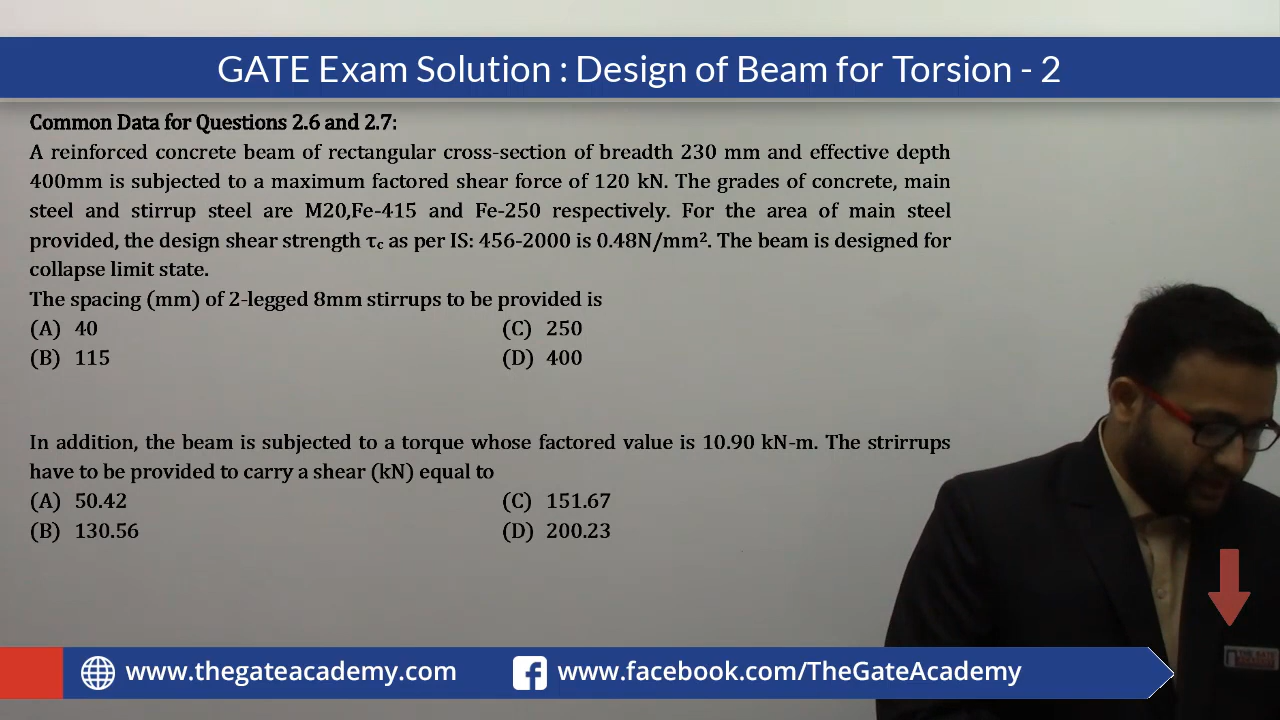 GATE Exam Solution : Design of Beam for Torsion - 2
Common Data for Questions 2.6 and 2.7:
A reinforced concrete beam of rectangular cross-section of breadth 230 mm and effective depth
400mm is subjected to a maximum factored shear force of 120 kN. The grades of concrete, main
steel and stirrup steel are M20,Fe-415 and Fe-250 respectively. For the area of main steel
provided, the design shear strength τc as per IS: 456-2000 is 0.48N/mm². The beam is designed for
collapse limit state.
The spacing (mm) of 2-legged 8mm stirrups to be provided is
(A) 40 (C) 250
(B) 115 (D) 400
In addition, the beam is subjected to a torque whose factored value is 10.90 kN-m. The strirrups
have to be provided to carry a shear (kN) equal to
(A) 50.42 (C) 151.67
(B) 130.56 (D) 200.23
THE GATE ACADEMY
www.thegateacademy.com www.facebook.com/TheGateAcademy